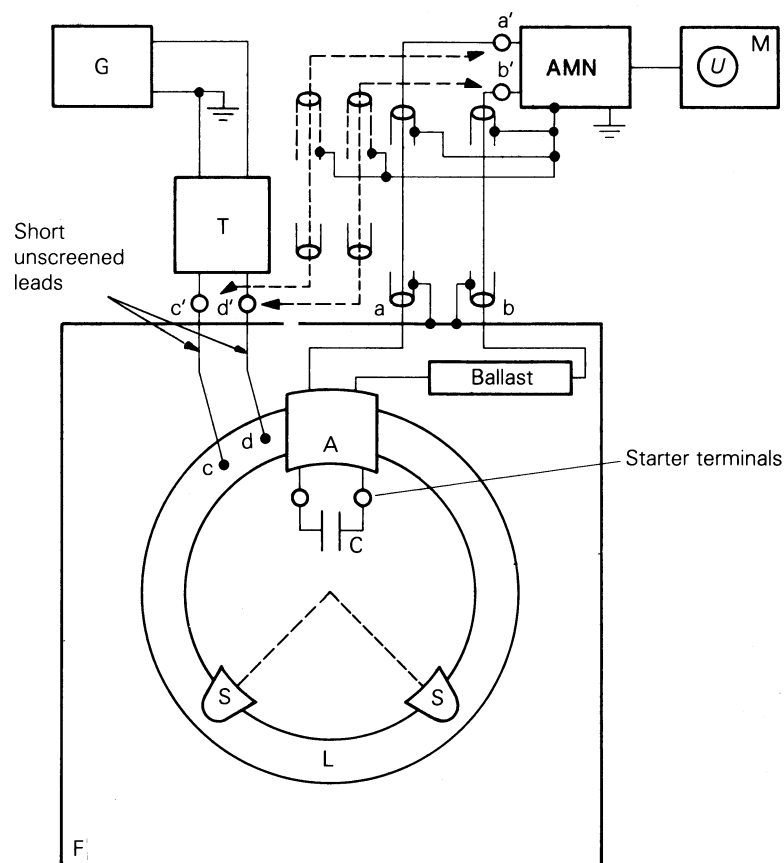 a'
M
G
AMN
U
b'
T
Short
unscreened
leads
c'
d'
a
b
Ballast
d
A
c
Starter terminals
C
S
S
L
F